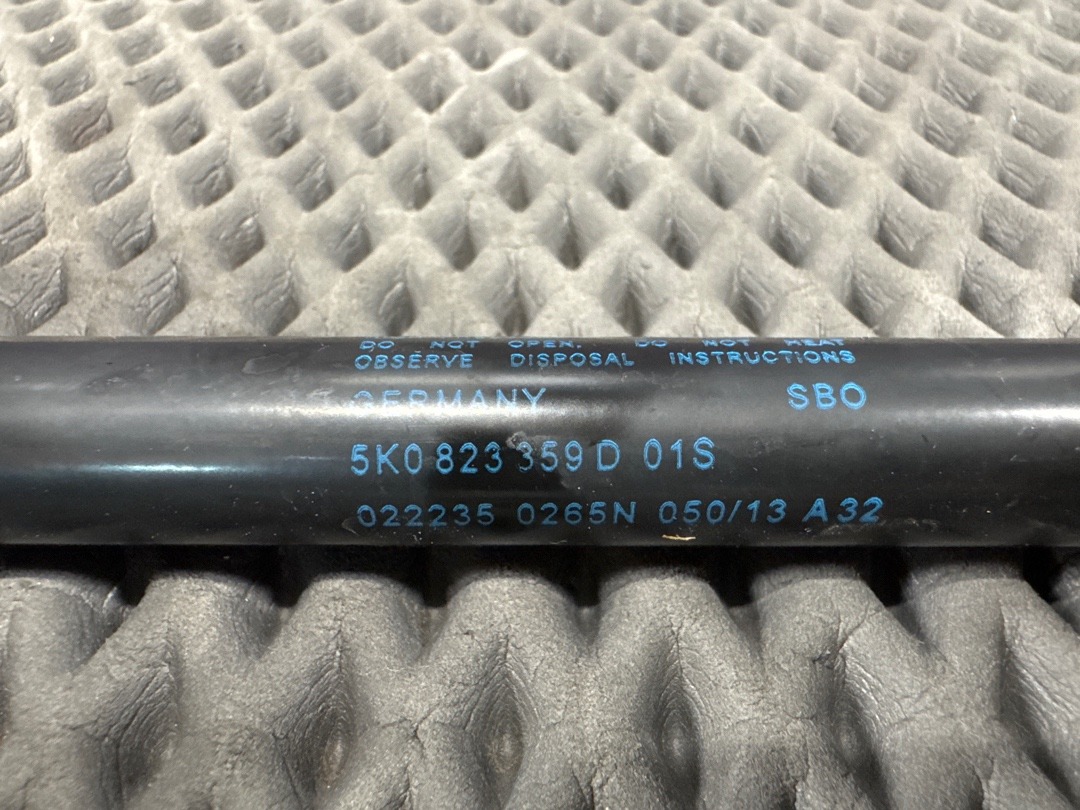 DO NOT OPEN. DO NOT HEAT
OBSERVE DISPOSAL INSTRUCTIONS
GERMANY SBO
5K0 823 359 D 01S
022235 0265N 050/13 A 32